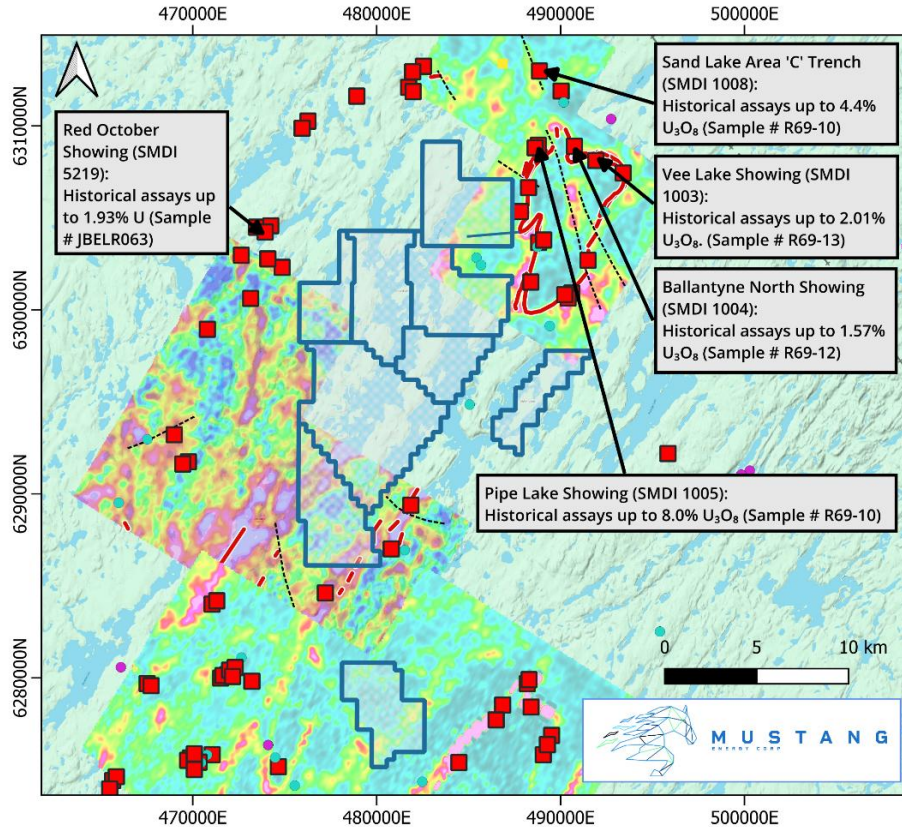 470000E 480000E 490000E 500000E
6310000N
6300000N
6290000N
6280000N
Sand Lake Area 'C' Trench
(SMDI 1008):
Historical assays up to 4.4%
U₃O₈ (Sample # R69-10)
Red October
Showing (SMDI
5219):
Historical assays up
to 1.93% U (Sample
# JBELR063)
Vee Lake Showing (SMDI
1003):
Historical assays up to 2.01%
U₃O₈. (Sample # R69-13)
Ballantyne North Showing
(SMDI 1004):
Historical assays up to 1.57%
U₃O₈ (Sample # R69-12)
Pipe Lake Showing (SMDI 1005):
Historical assays up to 8.0% U₃O₈ (Sample # R69-10)
0 5 10 km
MUSTANG
ENERGY CORP
470000E 480000E 490000E 500000E